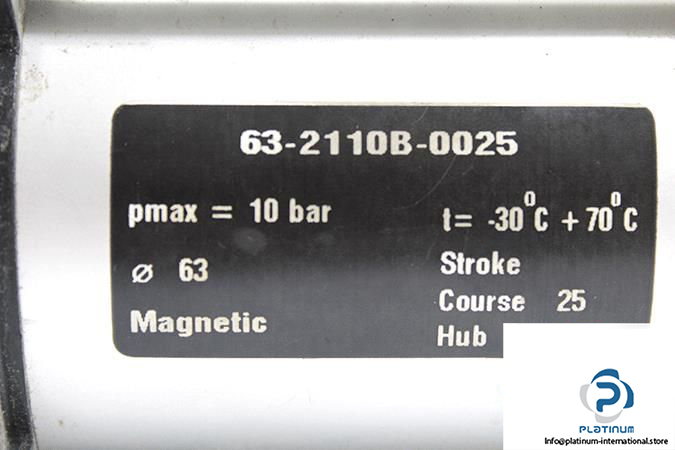 63-2110B-0025
pmax = 10 bar
t= -30°C +70°C
ø 63
Stroke
Course 25
Magnetic
Hub
PLATINUM
Info@platinum-international.store